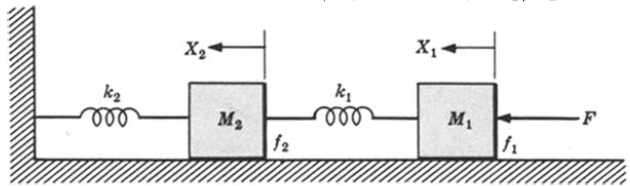 X₂ X₁
k₂ k₁
M₂ M₁ F
f₂ f₁